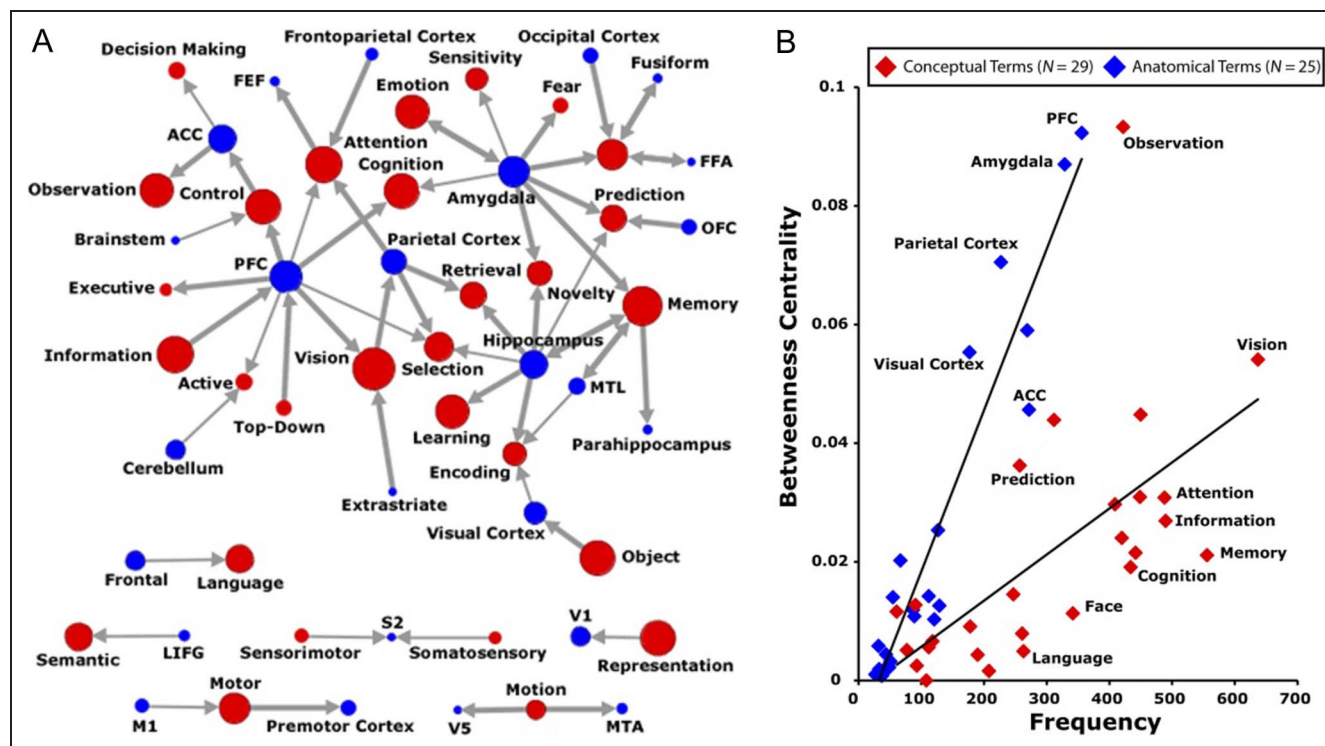 A
Decision Making
Frontoparietal Cortex
Occipital Cortex
FEF
Sensitivity
Fusiform
Emotion
Fear
ACC
Attention
Cognition
FFA
Observation
Control
Amygdala
Prediction
OFC
Brainstem
Parietal Cortex
PFC
Retrieval
Executive
Novelty
Memory
Information
Vision
Hippocampus
Selection
Active
MTL
Top-Down
Learning
Parahippocampus
Cerebellum
Encoding
Extrastriate
Visual Cortex
Object
Frontal
Language
Semantic
LIFG
Sensorimotor
S2
Somatosensory
V1
Representation
M1
Motor
Premotor Cortex
V5
Motion
MTA
B
Conceptual Terms (N = 29)
Anatomical Terms (N = 25)
Betweenness Centrality
0.1
0.08
0.06
0.04
0.02
0
PFC
Observation
Amygdala
Parietal Cortex
Visual Cortex
Vision
ACC
Prediction
Attention
Information
Memory
Cognition
Face
Language
0 100 200 300 400 500 600 700
Frequency